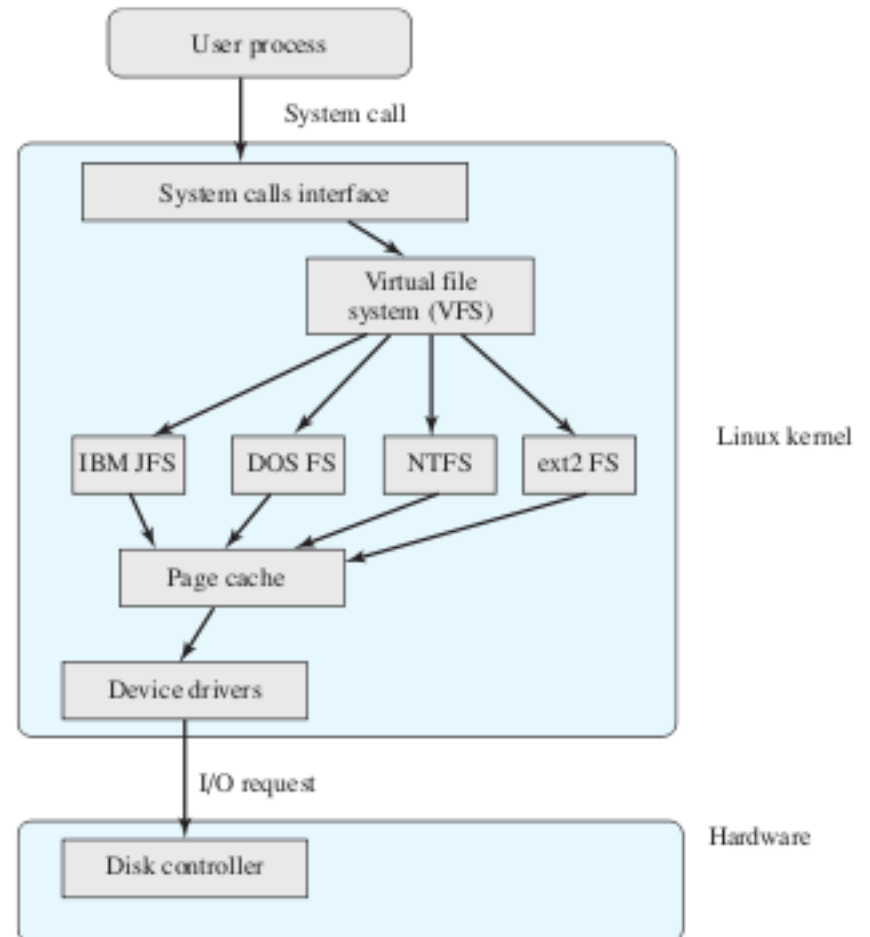 User process
System call
System calls interface
Virtual file
system (VFS)
Linux kernel
IBM JFS
DOS FS
NTFS
ext2 FS
Page cache
Device drivers
I/O request
Hardware
Disk controller